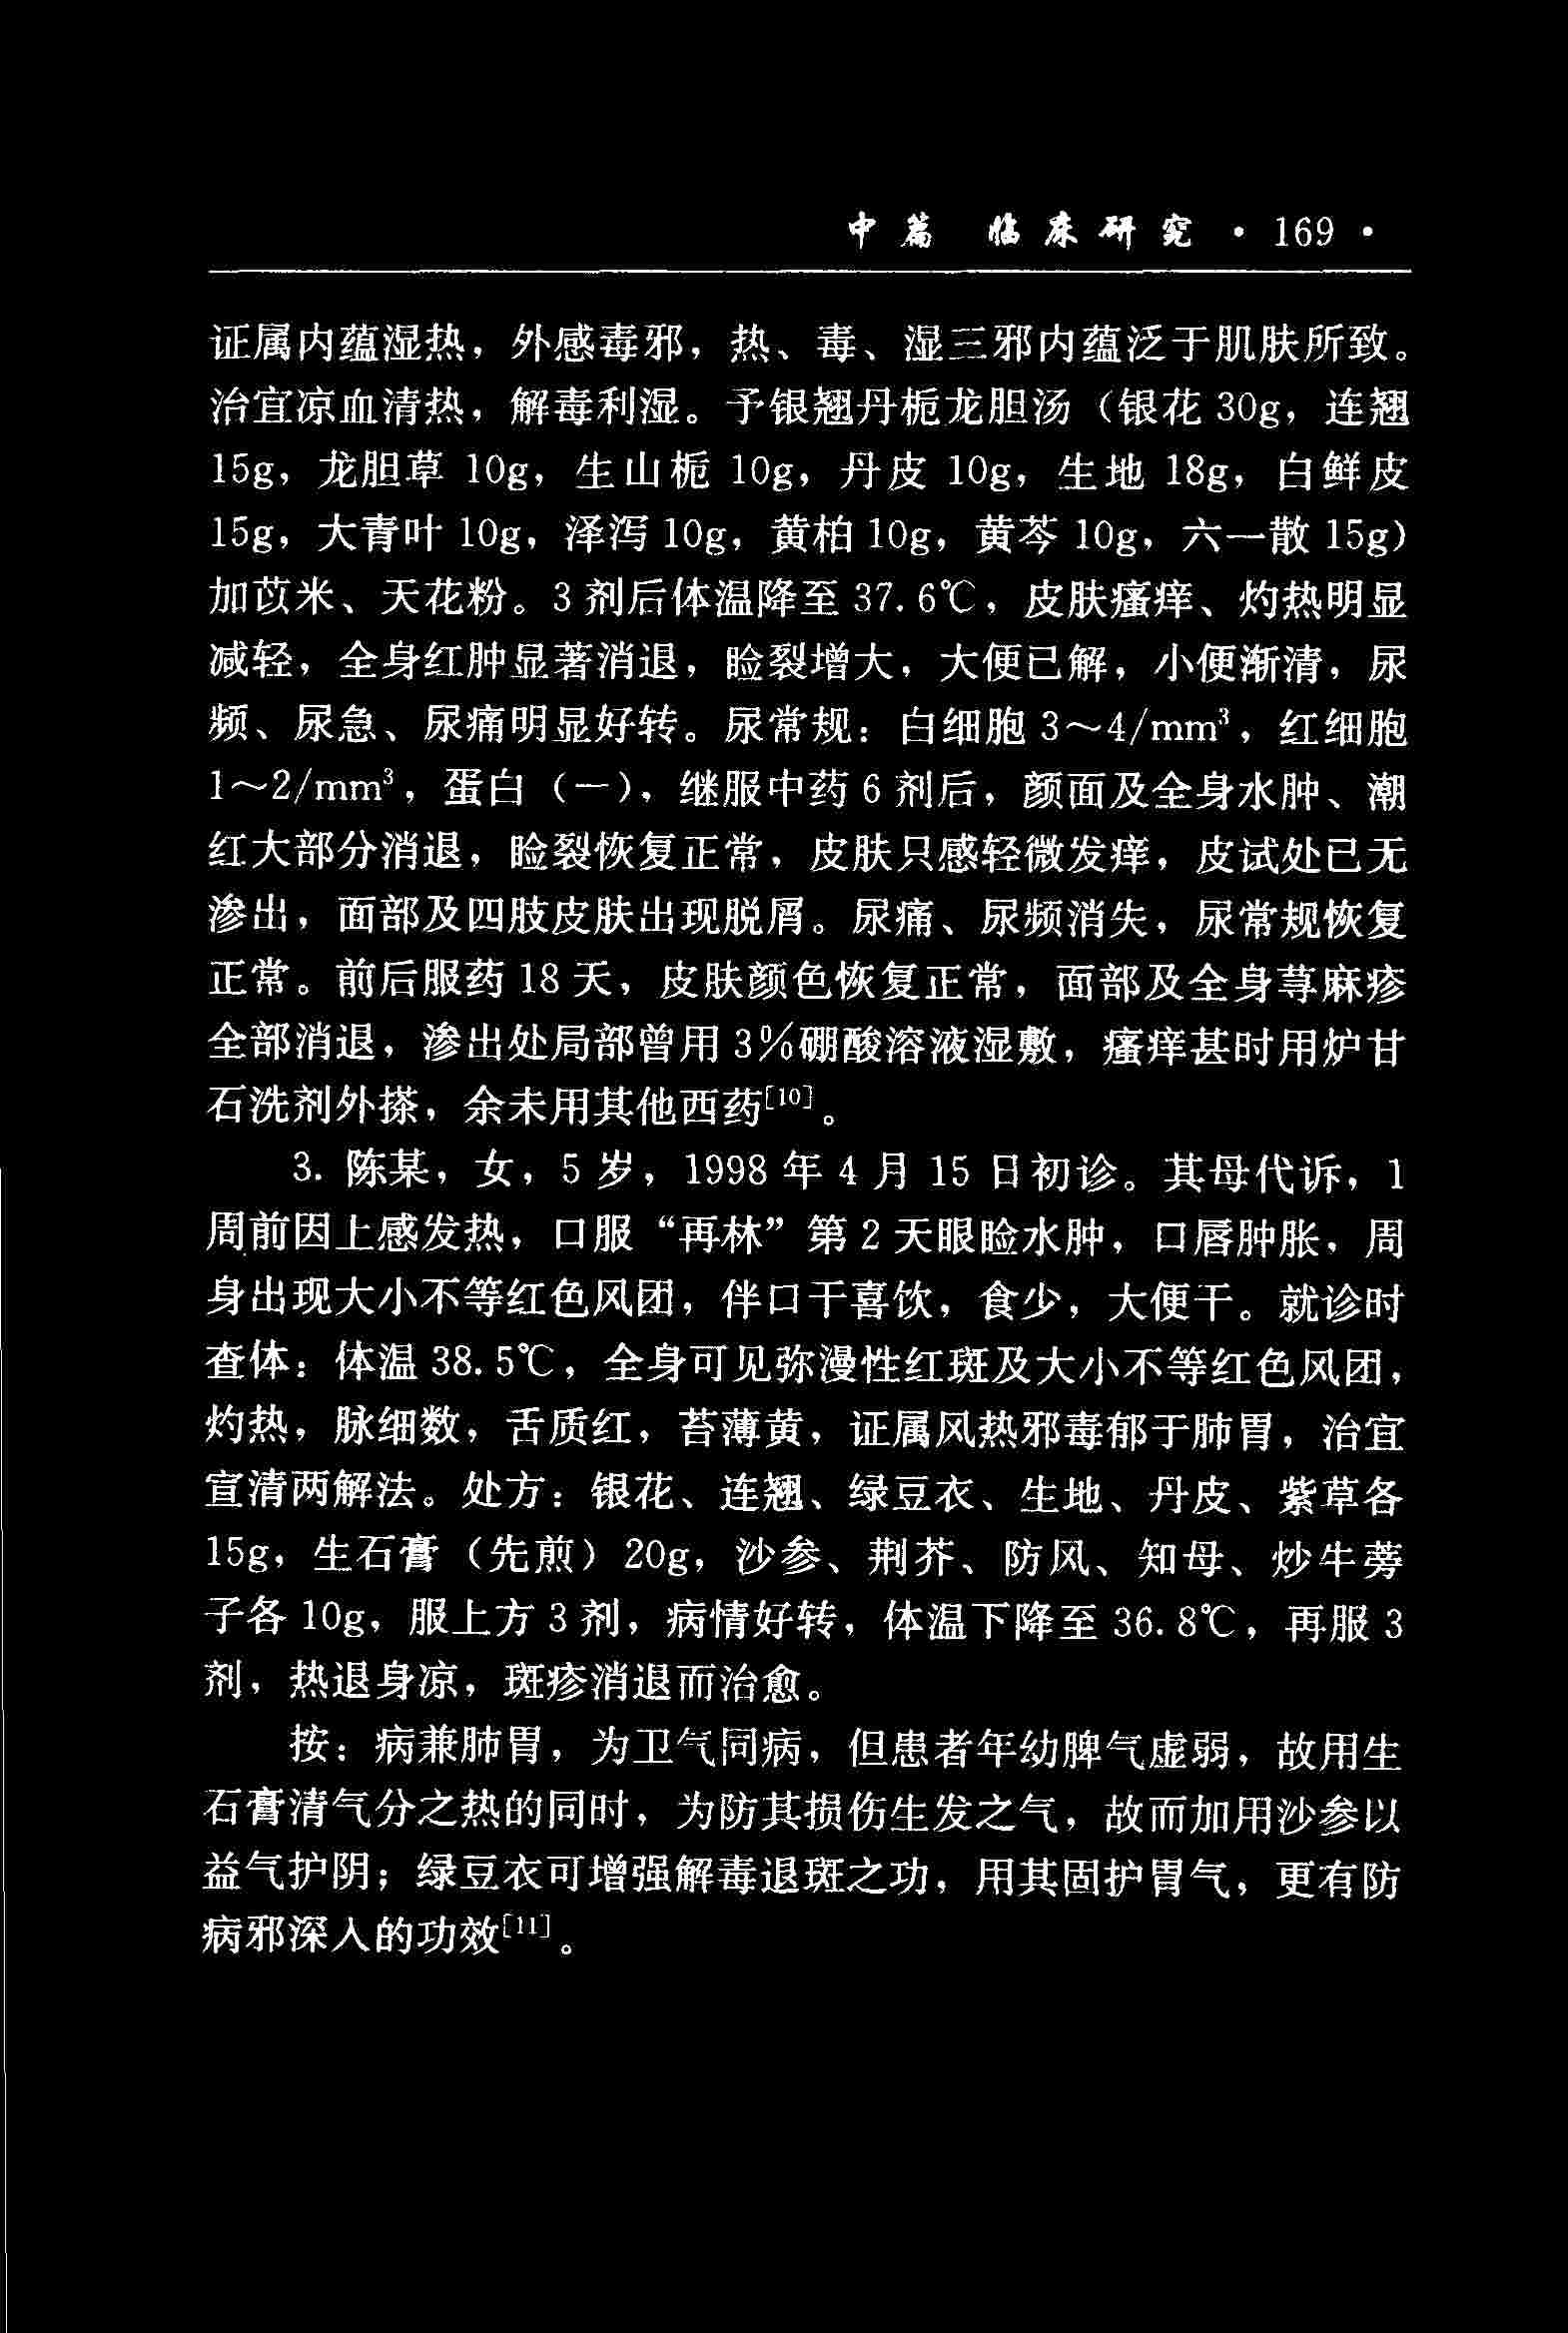 中篇 临床研究 · 169 ·
证属内蕴湿热，外感毒邪，热、毒、湿三邪内蕴泛于肌肤所致。
治宜凉血清热，解毒利湿。予银翘丹栀龙胆汤（银花 30g，连翘
15g，龙胆草 10g，生山栀 10g，丹皮 10g，生地 18g，白鲜皮
15g，大青叶 10g，泽泻 10g，黄柏 10g，黄芩 10g，六一散 15g）
加苡米、天花粉。3 剂后体温降至 37.6℃，皮肤瘙痒、灼热明显
减轻，全身红肿显著消退，睑裂增大，大便已解，小便渐清，尿
频、尿急、尿痛明显好转。尿常规：白细胞 3～4/mm³，红细胞
1～2/mm³，蛋白（－），继服中药 6 剂后，颜面及全身水肿、潮
红大部分消退，睑裂恢复正常，皮肤只感轻微发痒，皮试处已无
渗出，面部及四肢皮肤出现脱屑。尿痛、尿频消失，尿常规恢复
正常。前后服药 18 天，皮肤颜色恢复正常，面部及全身荨麻疹
全部消退，渗出处局部曾用 3％硼酸溶液湿敷，瘙痒甚时用炉甘
石洗剂外搽，余未用其他西药[10]。
3. 陈某，女，5 岁，1998 年 4 月 15 日初诊。其母代诉，1
周前因上感发热，口服“再林”第 2 天眼睑水肿，口唇肿胀，周
身出现大小不等红色风团，伴口干喜饮，食少，大便干。就诊时
查体：体温 38.5℃，全身可见弥漫性红斑及大小不等红色风团，
灼热，脉细数，舌质红，苔薄黄，证属风热邪毒郁于肺胃，治宜
宣清两解法。处方：银花、连翘、绿豆衣、生地、丹皮、紫草各
15g，生石膏（先煎）20g，沙参、荆芥、防风、知母、炒牛蒡
子各 10g，服上方 3 剂，病情好转，体温下降至 36.8℃，再服 3
剂，热退身凉，斑疹消退而治愈。
按：病兼肺胃，为卫气同病，但患者年幼脾气虚弱，故用生
石膏清气分之热的同时，为防其损伤生发之气，故而加用沙参以
益气护阴；绿豆衣可增强解毒退斑之功，用其固护胃气，更有防
病邪深入的功效[11]。